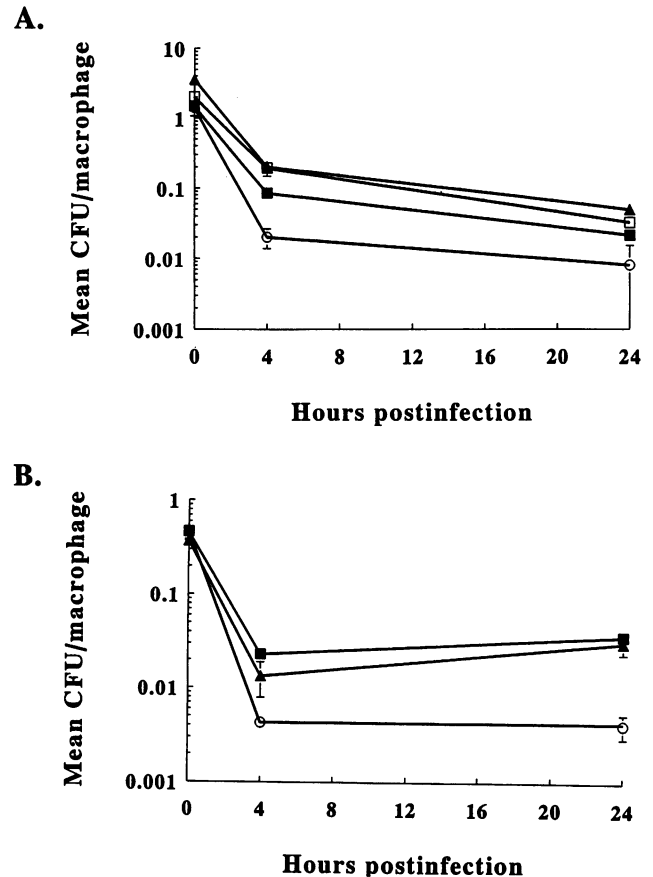 A.
Mean CFU/macrophage
10
1
0.1
0.01
0.001
0 4 8 12 16 20 24
Hours postinfection
B.
Mean CFU/macrophage
1
0.1
0.01
0.001
0 4 8 12 16 20 24
Hours postinfection